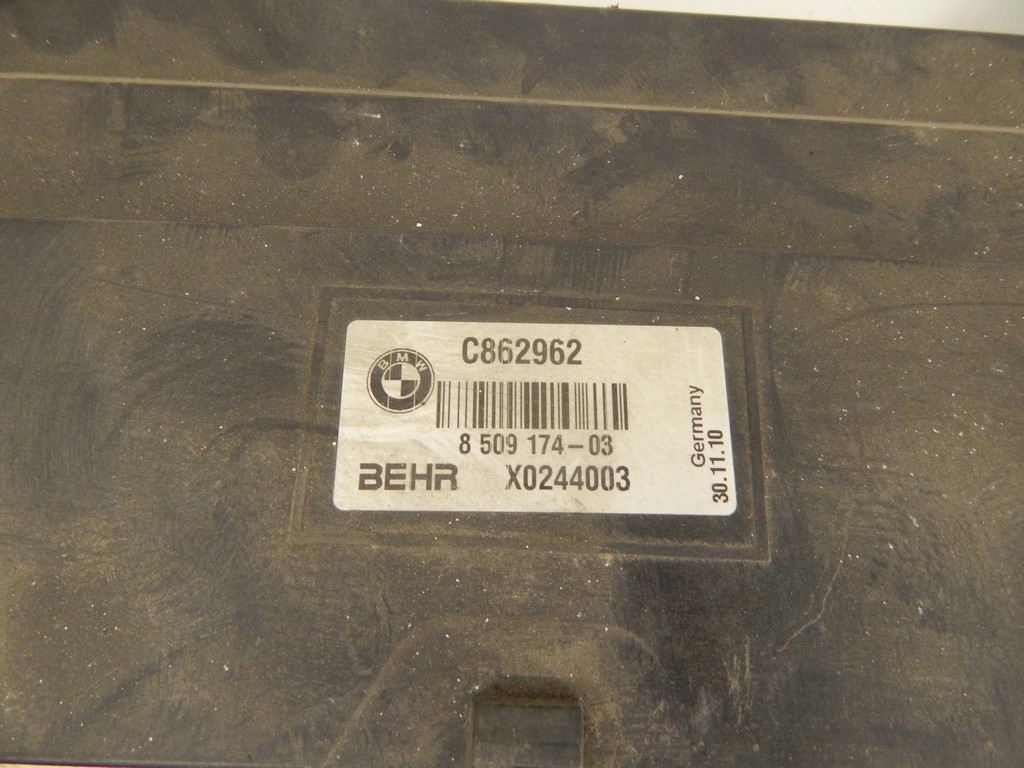 BMW
C862962
8 509 174-03
BEHR X0244003
Germany
30.11.10